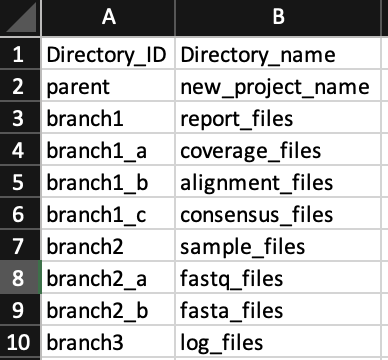 A B
1 Directory_ID Directory_name
2 parent new_project_name
3 branch1 report_files
4 branch1_a coverage_files
5 branch1_b alignment_files
6 branch1_c consensus_files
7 branch2 sample_files
8 branch2_a fastq_files
9 branch2_b fasta_files
10 branch3 log_files